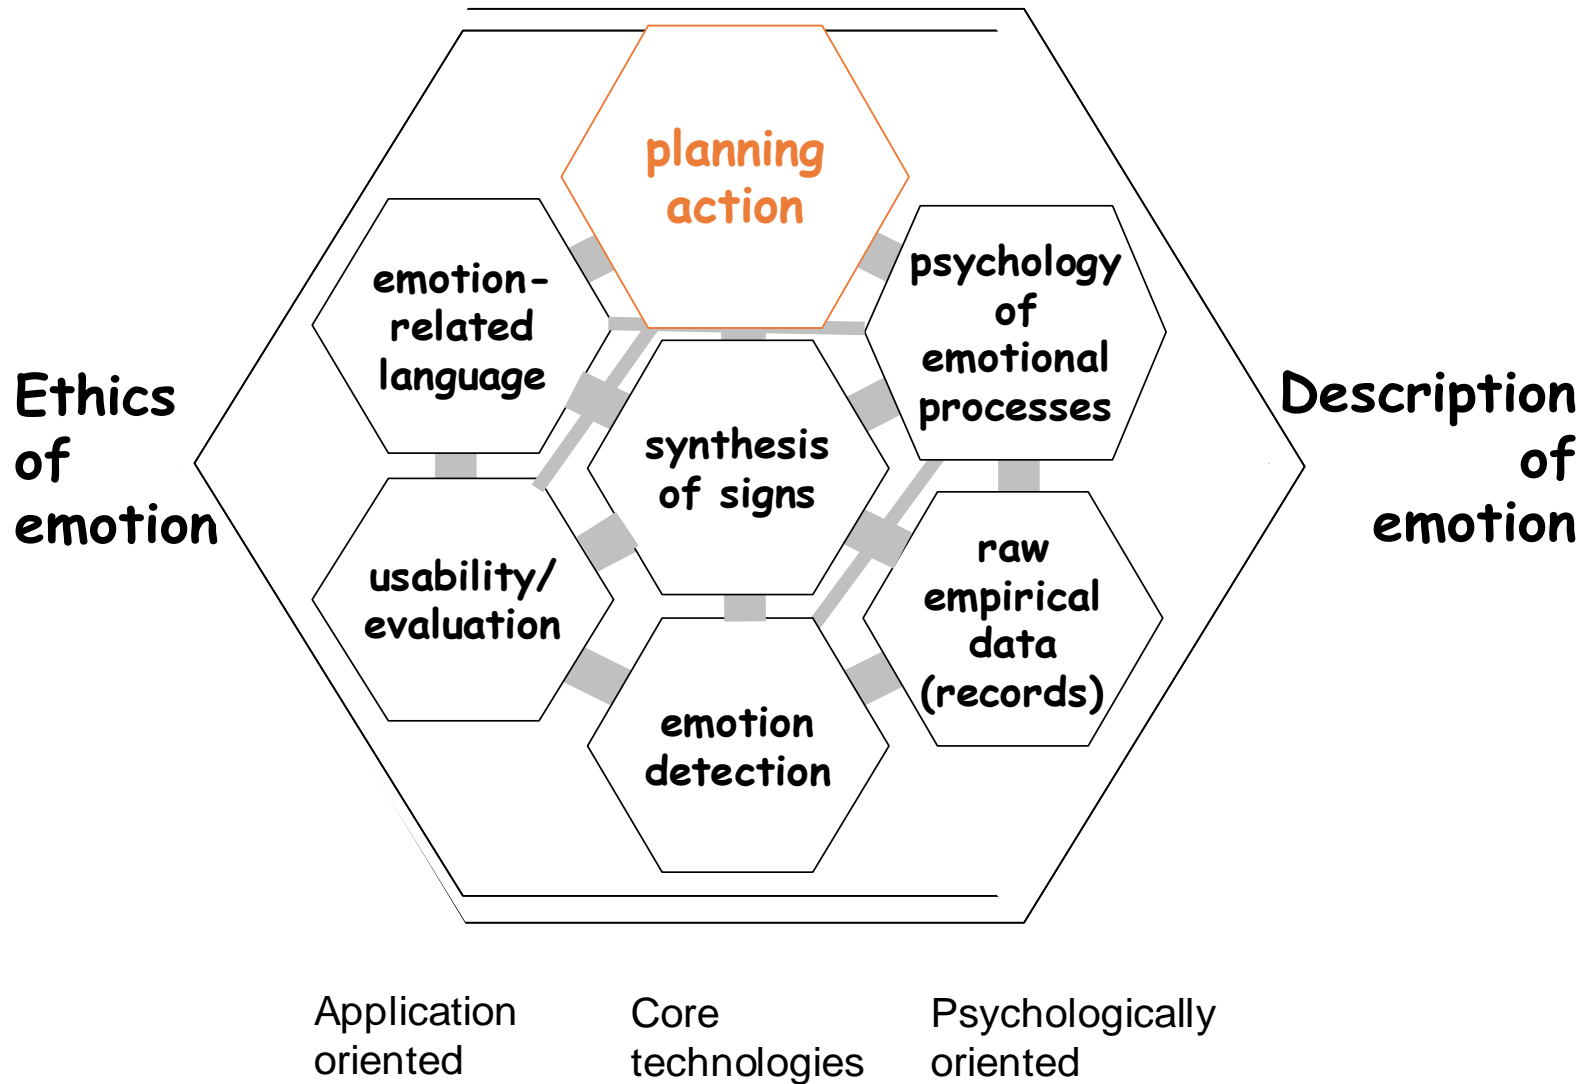 planning
action
emotion-
related
language
psychology
of
emotional
processes
Ethics
of
emotion
synthesis
of signs
Description
of
emotion
usability/
evaluation
raw
empirical
data
(records)
emotion
detection
Application
oriented
Core
technologies
Psychologically
oriented